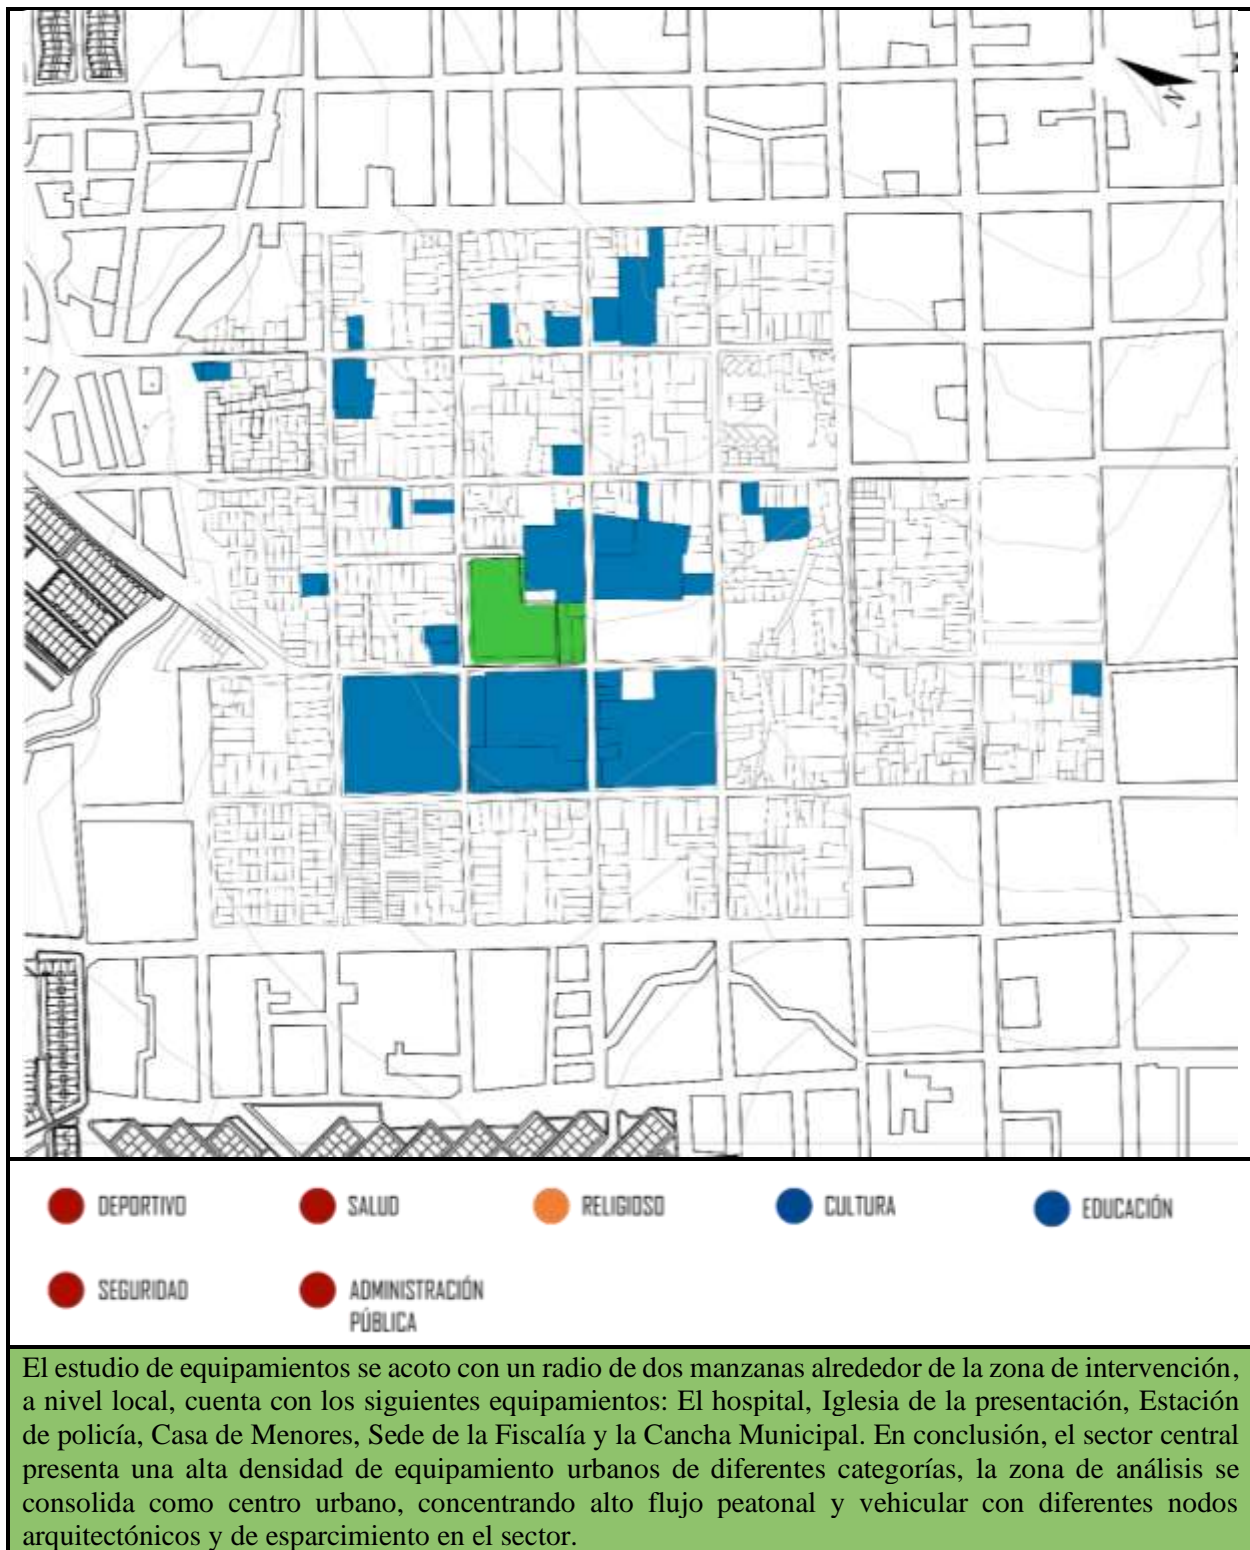 N
DEPORTIVO
SALUD
RELIGIOSO
CULTURA
EDUCACIÓN
SEGURIDAD
ADMINISTRACIÓN
PÚBLICA
El estudio de equipamientos se acoto con un radio de dos manzanas alrededor de la zona de intervención,
a nivel local, cuenta con los siguientes equipamientos: El hospital, Iglesia de la presentación, Estación
de policía, Casa de Menores, Sede de la Fiscalía y la Cancha Municipal. En conclusión, el sector central
presenta una alta densidad de equipamiento urbanos de diferentes categorías, la zona de análisis se
consolida como centro urbano, concentrando alto flujo peatonal y vehicular con diferentes nodos
arquitectónicos y de esparcimiento en el sector.